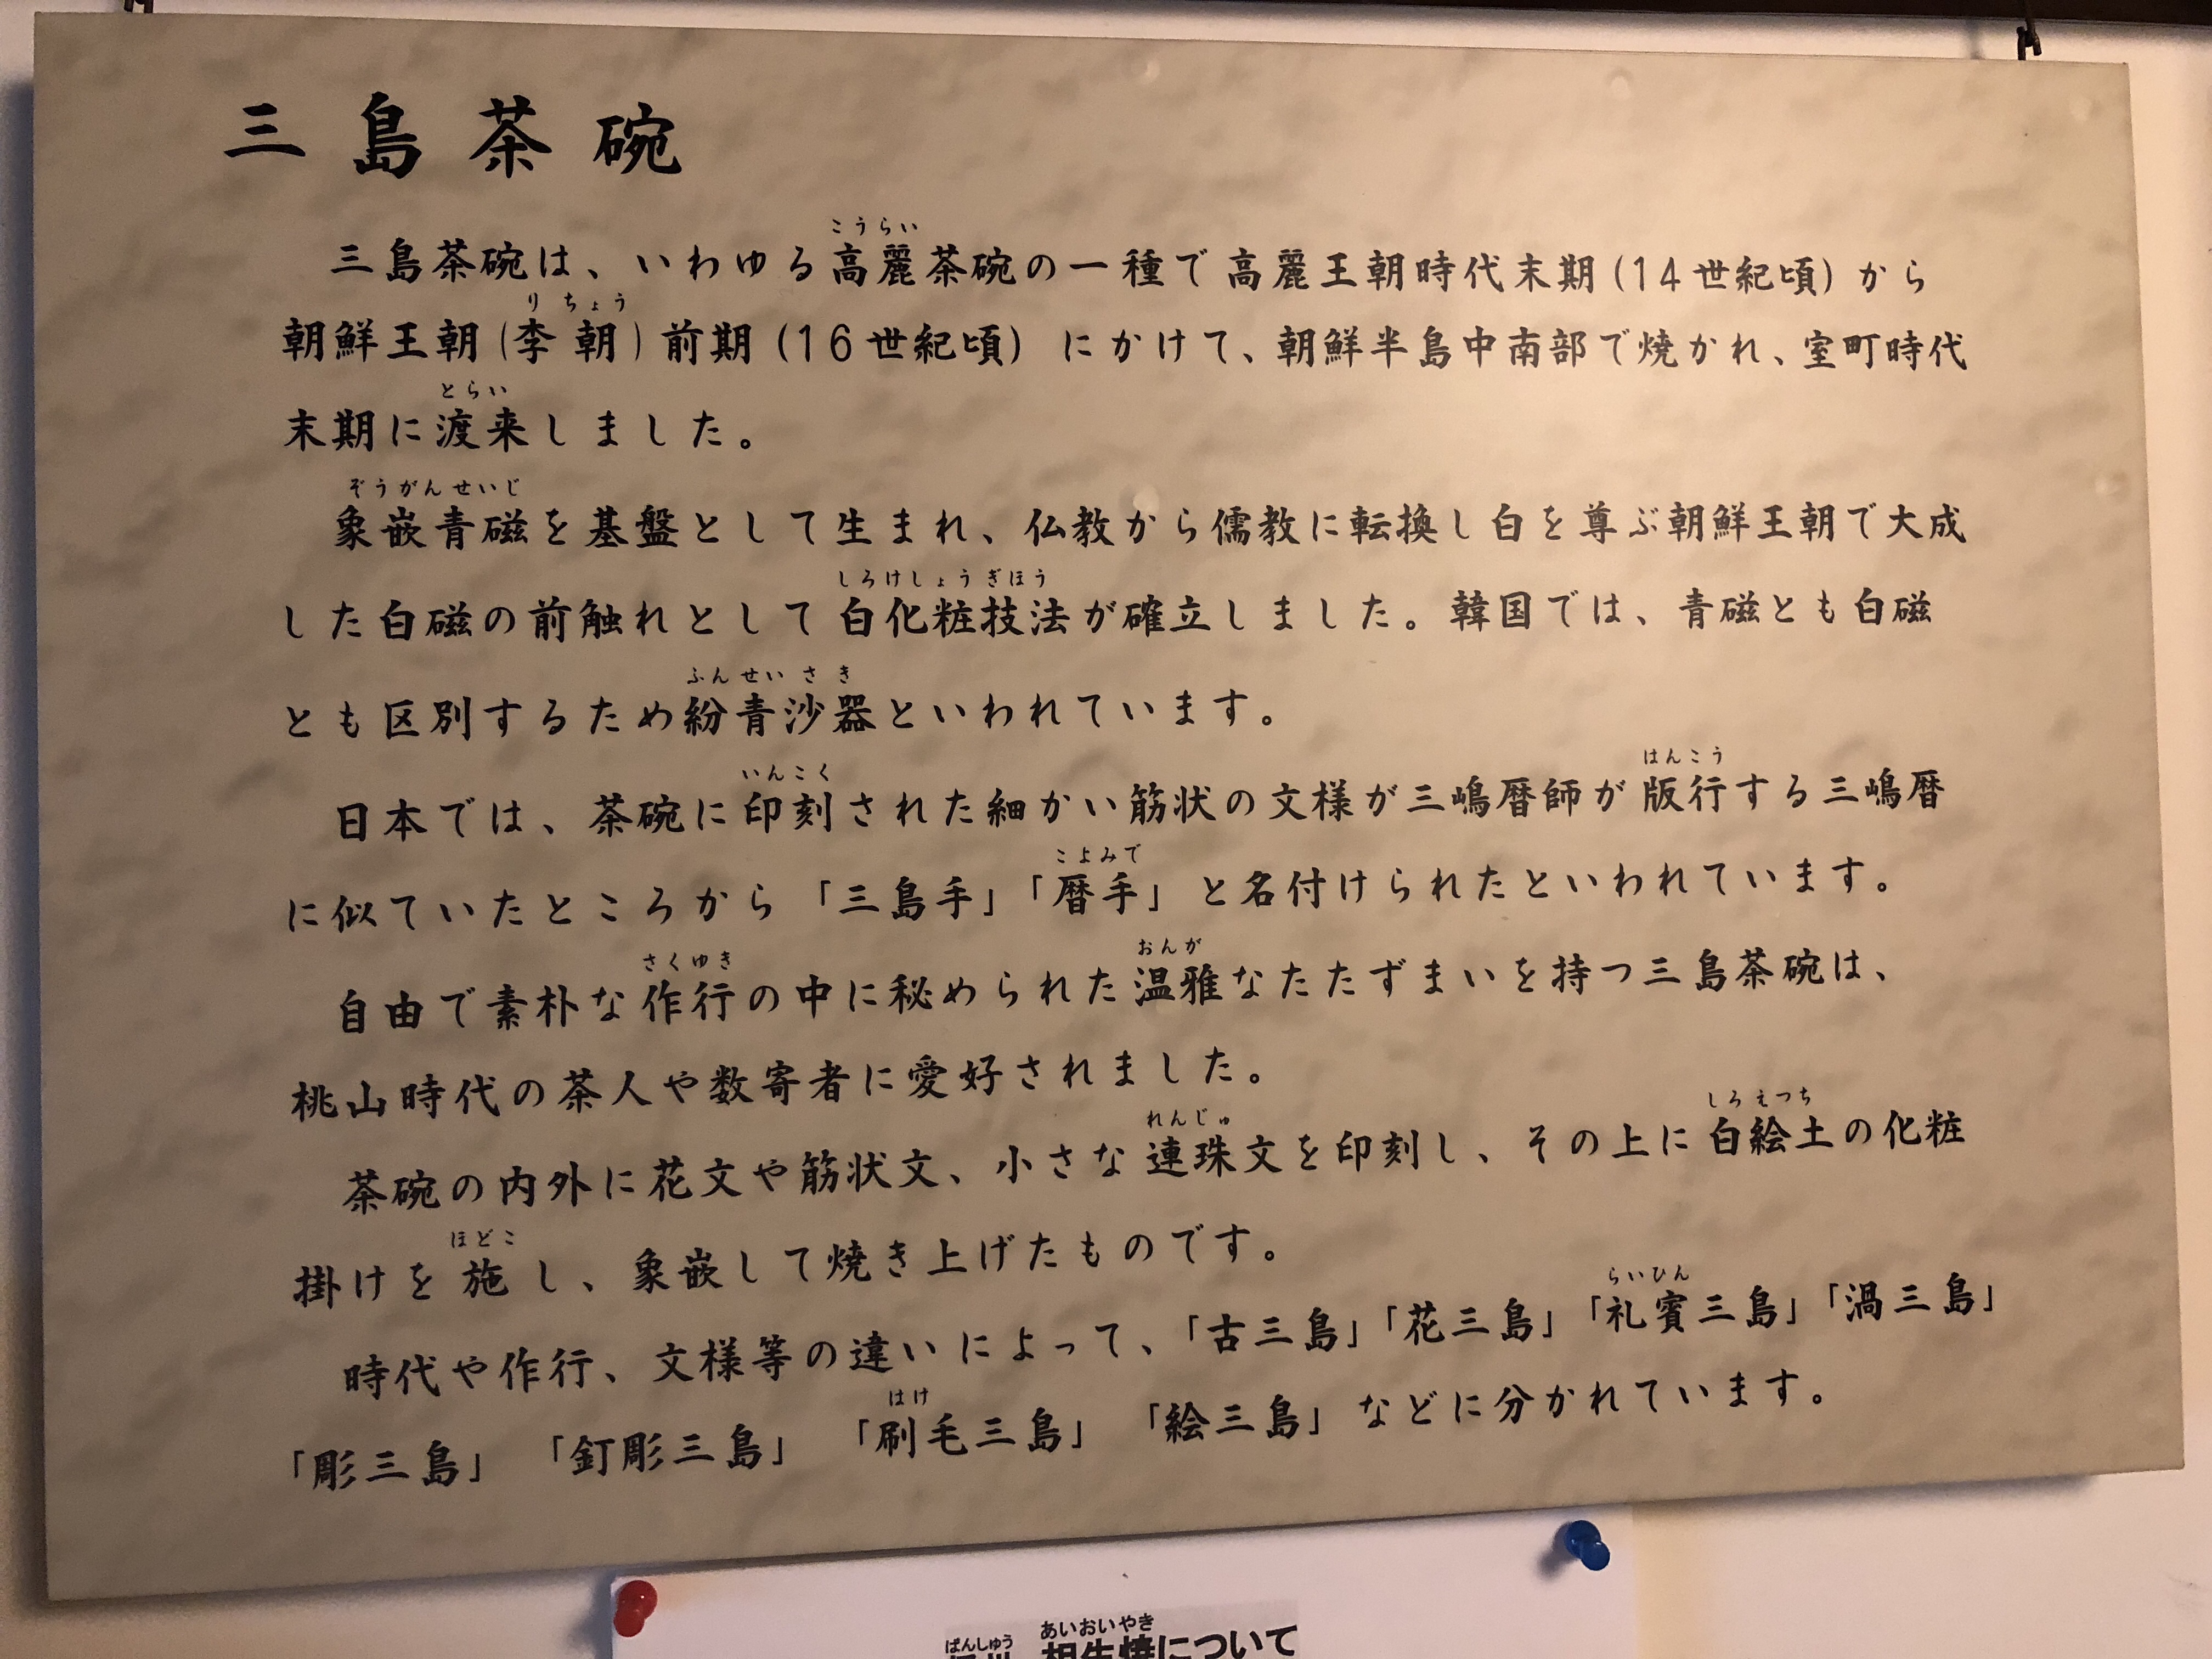 三島茶碗
三島茶碗は、いわゆる高麗茶碗の一種で高麗王朝時代末期(14世紀頃)から
朝鮮王朝(李朝)前期(16世紀頃)にかけて、朝鮮半島中南部で焼かれ、室町時代
末期に渡来しました。
象嵌青磁を基盤として生まれ、仏教から儒教に転換し白を尊ぶ朝鮮王朝で大成
した白磁の前触れとして白化粧技法が確立しました。韓国では、青磁とも白磁
とも区別するため紛青沙器といわれています。
日本では、茶碗に印刻された細かい筋状の文様が三嶋暦師が版行する三嶋暦
に似ていたところから「三島手」「暦手」と名付けられたといわれています。
自由で素朴な作行の中に秘められた温雅なたたずまいを持つ三島茶碗は、
桃山時代の茶人や数寄者に愛好されました。
茶碗の内外に花文や筋状文、小さな連珠文を印刻し、その上に白絵土の化粧
掛けを施し、象嵌して焼き上げたものです。
時代や作行、文様等の違いによって、「古三島」「花三島」「礼賓三島」「渦三島」
「彫三島」「釘彫三島」「刷毛三島」「絵三島」などに分かれています。
相生焼について